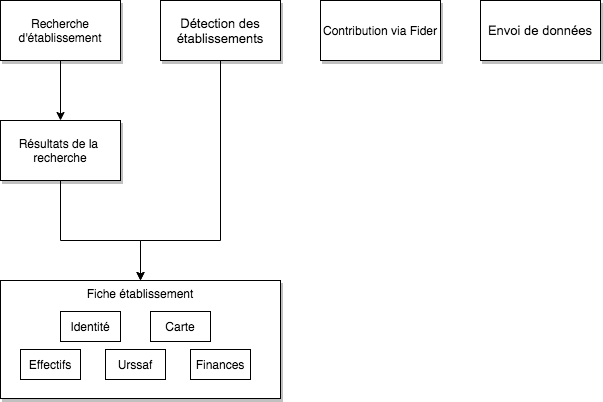 Recherche
d'établissement
Détection des
établissements
Contribution via Fider
Envoi de données
Résultats de la
recherche
Fiche établissement
Identité
Carte
Effectifs
Urssaf
Finances